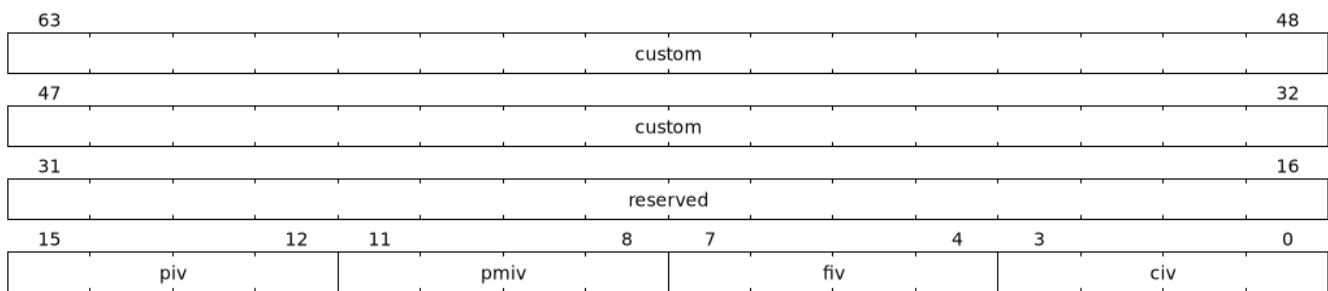 63 48
custom
47 32
custom
31 16
reserved
15 12 11 8 7 4 3 0
piv pmiv fiv civ